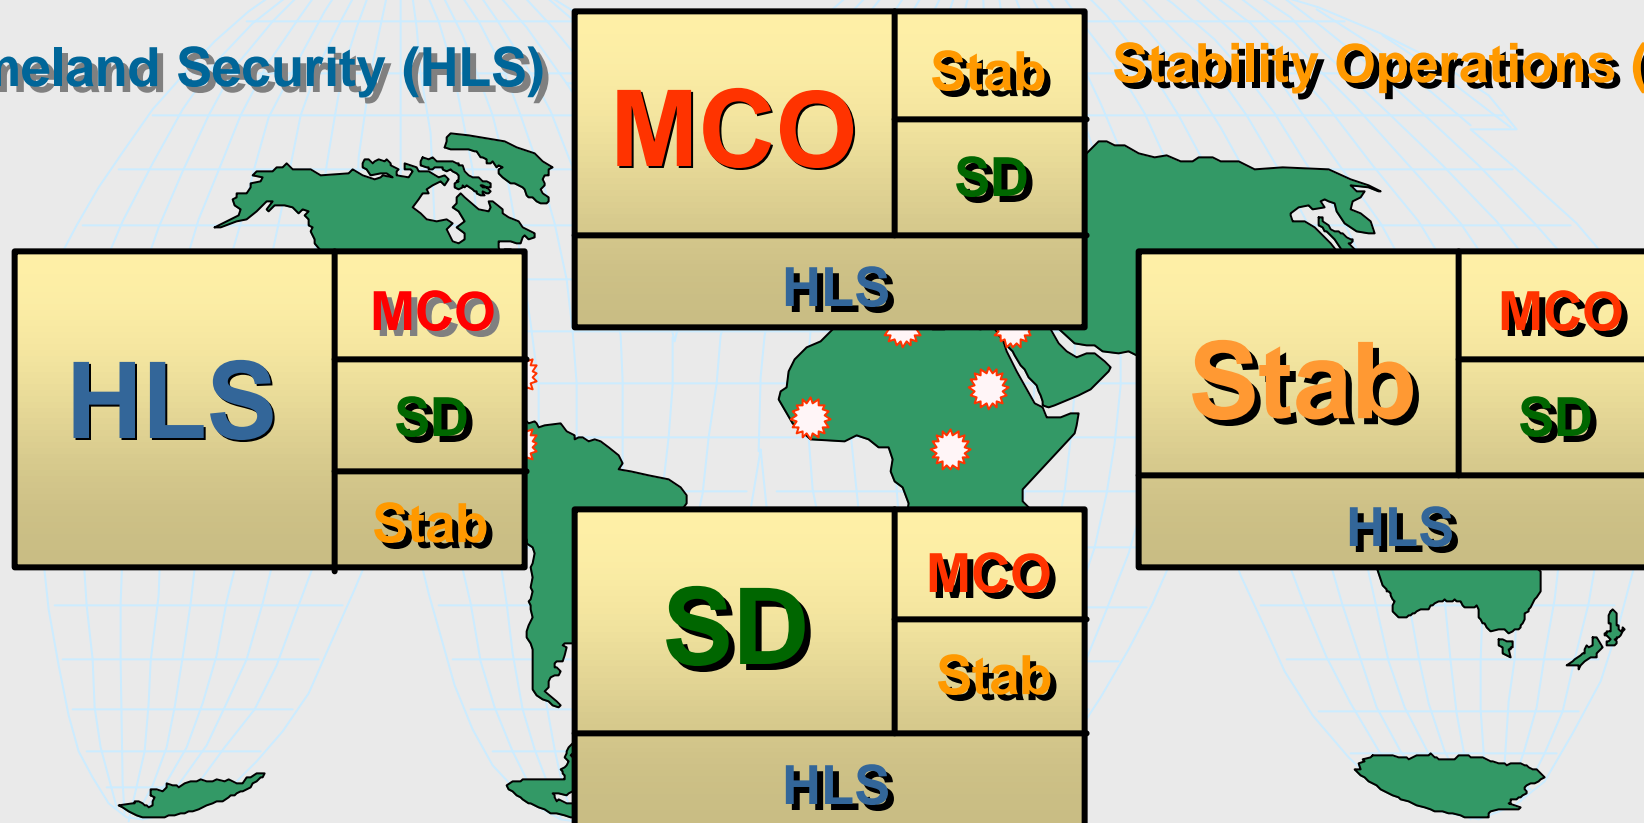 meland Security (HLS)
Stability Operations (
MCO
Stab
SD
HLS
HLS
MCO
SD
Stab
Stab
MCO
SD
HLS
SD
MCO
Stab
HLS